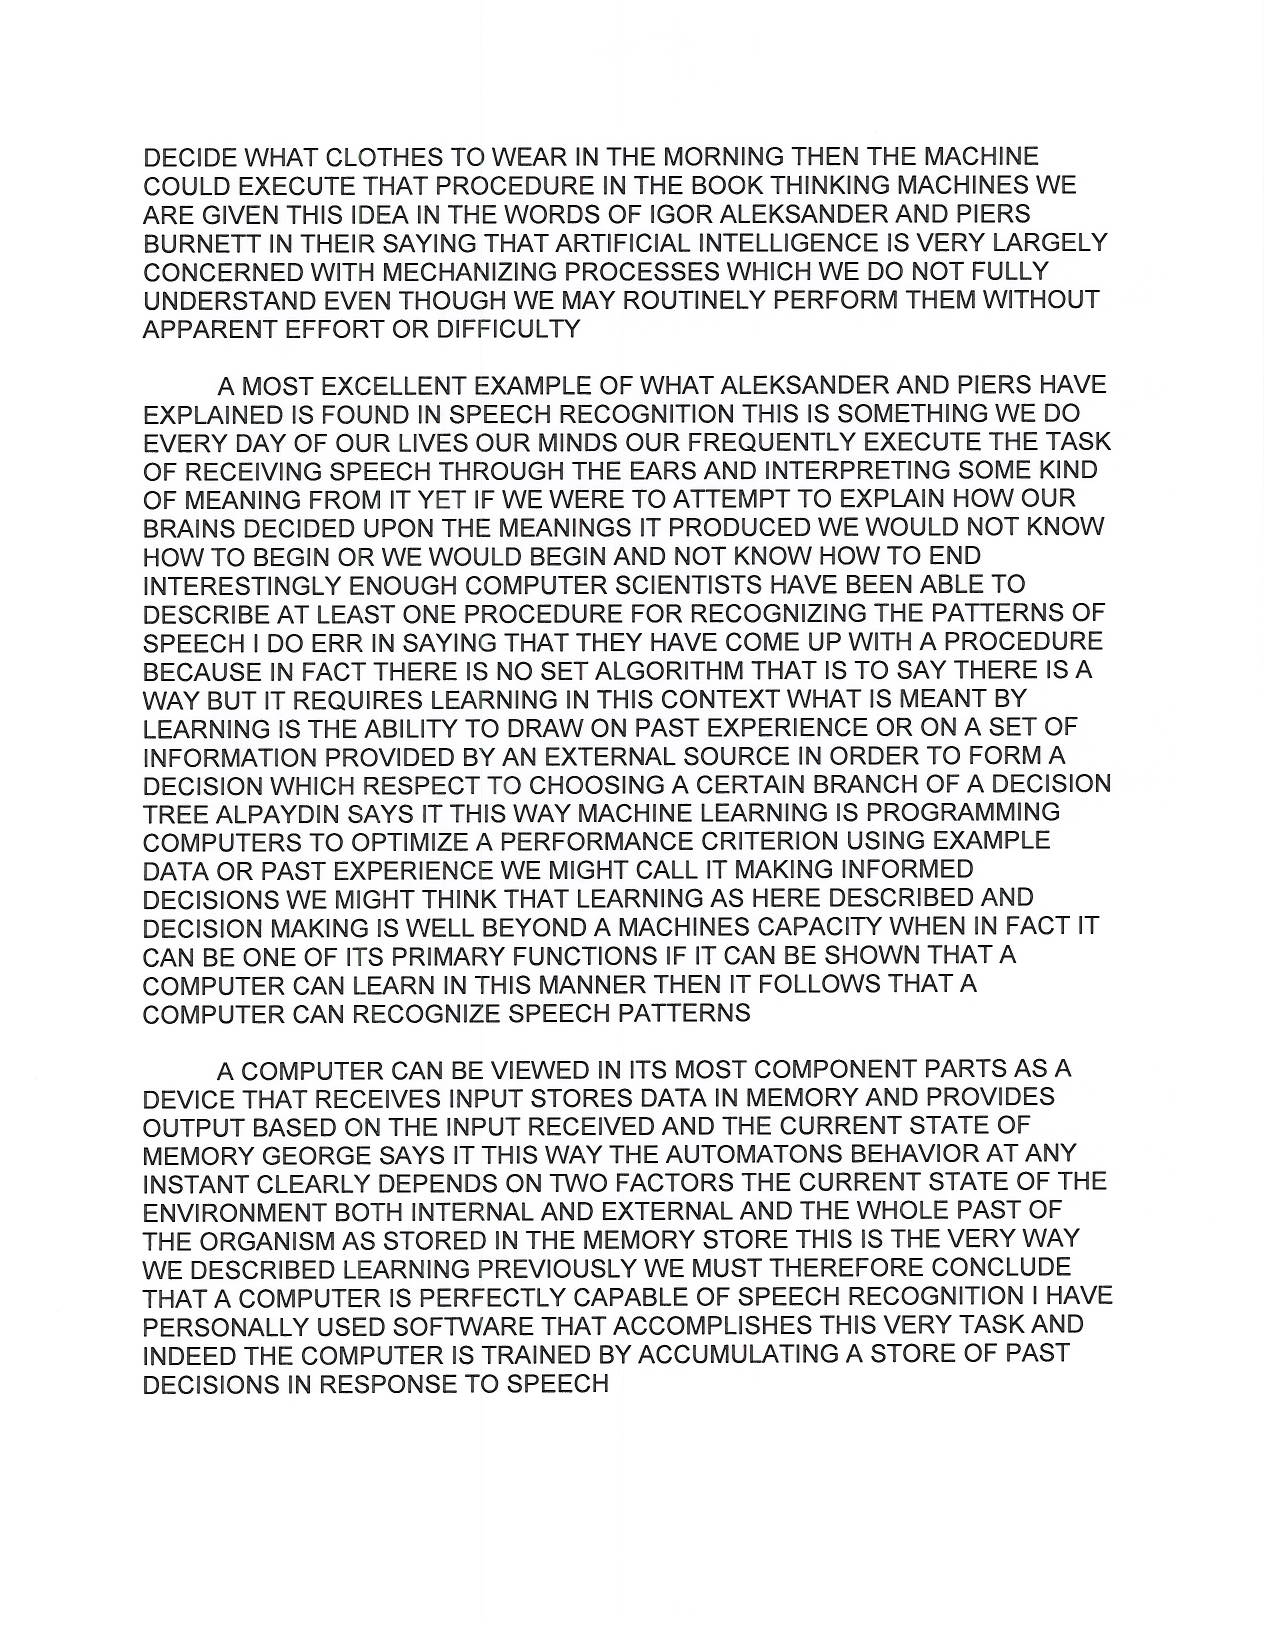 DECIDE WHAT CLOTHES TO WEAR IN THE MORNING THEN THE MACHINE
COULD EXECUTE THAT PROCEDURE IN THE BOOK THINKING MACHINES WE
ARE GIVEN THIS IDEA IN THE WORDS OF IGOR ALEKSANDER AND PIERS
BURNETT IN THEIR SAYING THAT ARTIFICIAL INTELLIGENCE IS VERY LARGELY
CONCERNED WITH MECHANIZING PROCESSES WHICH WE DO NOT FULLY
UNDERSTAND EVEN THOUGH WE MAY ROUTINELY PERFORM THEM WITHOUT
APPARENT EFFORT OR DIFFICULTY
A MOST EXCELLENT EXAMPLE OF WHAT ALEKSANDER AND PIERS HAVE
EXPLAINED IS FOUND IN SPEECH RECOGNITION THIS IS SOMETHING WE DO
EVERY DAY OF OUR LIVES OUR MINDS OUR FREQUENTLY EXECUTE THE TASK
OF RECEIVING SPEECH THROUGH THE EARS AND INTERPRETING SOME KIND
OF MEANING FROM IT YET IF WE WERE TO ATTEMPT TO EXPLAIN HOW OUR
BRAINS DECIDED UPON THE MEANINGS IT PRODUCED WE WOULD NOT KNOW
HOW TO BEGIN OR WE WOULD BEGIN AND NOT KNOW HOW TO END
INTERESTINGLY ENOUGH COMPUTER SCIENTISTS HAVE BEEN ABLE TO
DESCRIBE AT LEAST ONE PROCEDURE FOR RECOGNIZING THE PATTERNS OF
SPEECH I DO ERR IN SAYING THAT THEY HAVE COME UP WITH A PROCEDURE
BECAUSE IN FACT THERE IS NO SET ALGORITHM THAT IS TO SAY THERE IS A
WAY BUT IT REQUIRES LEARNING IN THIS CONTEXT WHAT IS MEANT BY
LEARNING IS THE ABILITY TO DRAW ON PAST EXPERIENCE OR ON A SET OF
INFORMATION PROVIDED BY AN EXTERNAL SOURCE IN ORDER TO FORM A
DECISION WHICH RESPECT TO CHOOSING A CERTAIN BRANCH OF A DECISION
TREE ALPAYDIN SAYS IT THIS WAY MACHINE LEARNING IS PROGRAMMING
COMPUTERS TO OPTIMIZE A PERFORMANCE CRITERION USING EXAMPLE
DATA OR PAST EXPERIENCE WE MIGHT CALL IT MAKING INFORMED
DECISIONS WE MIGHT THINK THAT LEARNING AS HERE DESCRIBED AND
DECISION MAKING IS WELL BEYOND A MACHINES CAPACITY WHEN IN FACT IT
CAN BE ONE OF ITS PRIMARY FUNCTIONS IF IT CAN BE SHOWN THAT A
COMPUTER CAN LEARN IN THIS MANNER THEN IT FOLLOWS THAT A
COMPUTER CAN RECOGNIZE SPEECH PATTERNS
A COMPUTER CAN BE VIEWED IN ITS MOST COMPONENT PARTS AS A
DEVICE THAT RECEIVES INPUT STORES DATA IN MEMORY AND PROVIDES
OUTPUT BASED ON THE INPUT RECEIVED AND THE CURRENT STATE OF
MEMORY GEORGE SAYS IT THIS WAY THE AUTOMATONS BEHAVIOR AT ANY
INSTANT CLEARLY DEPENDS ON TWO FACTORS THE CURRENT STATE OF THE
ENVIRONMENT BOTH INTERNAL AND EXTERNAL AND THE WHOLE PAST OF
THE ORGANISM AS STORED IN THE MEMORY STORE THIS IS THE VERY WAY
WE DESCRIBED LEARNING PREVIOUSLY WE MUST THEREFORE CONCLUDE
THAT A COMPUTER IS PERFECTLY CAPABLE OF SPEECH RECOGNITION I HAVE
PERSONALLY USED SOFTWARE THAT ACCOMPLISHES THIS VERY TASK AND
INDEED THE COMPUTER IS TRAINED BY ACCUMULATING A STORE OF PAST
DECISIONS IN RESPONSE TO SPEECH